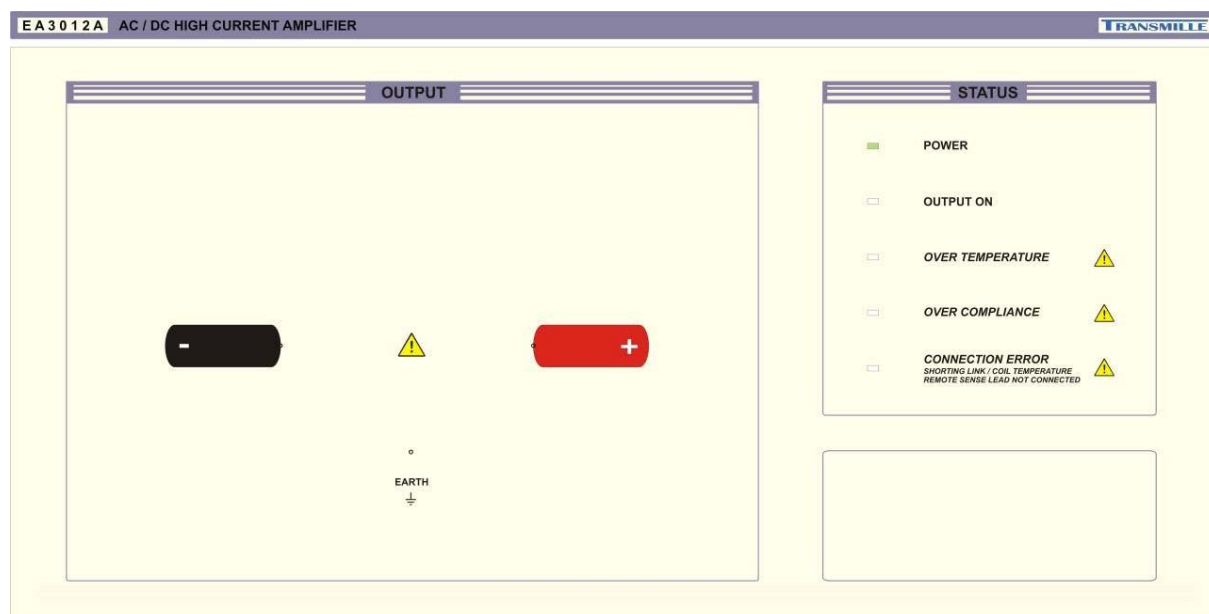 EA3012A AC / DC HIGH CURRENT AMPLIFIER
TRANSMILLE
OUTPUT
-
+
EARTH
STATUS
POWER
OUTPUT ON
OVER TEMPERATURE
OVER COMPLIANCE
CONNECTION ERROR
SHORTING LINK / COIL TEMPERATURE
REMOTE SENSE LEAD NOT CONNECTED